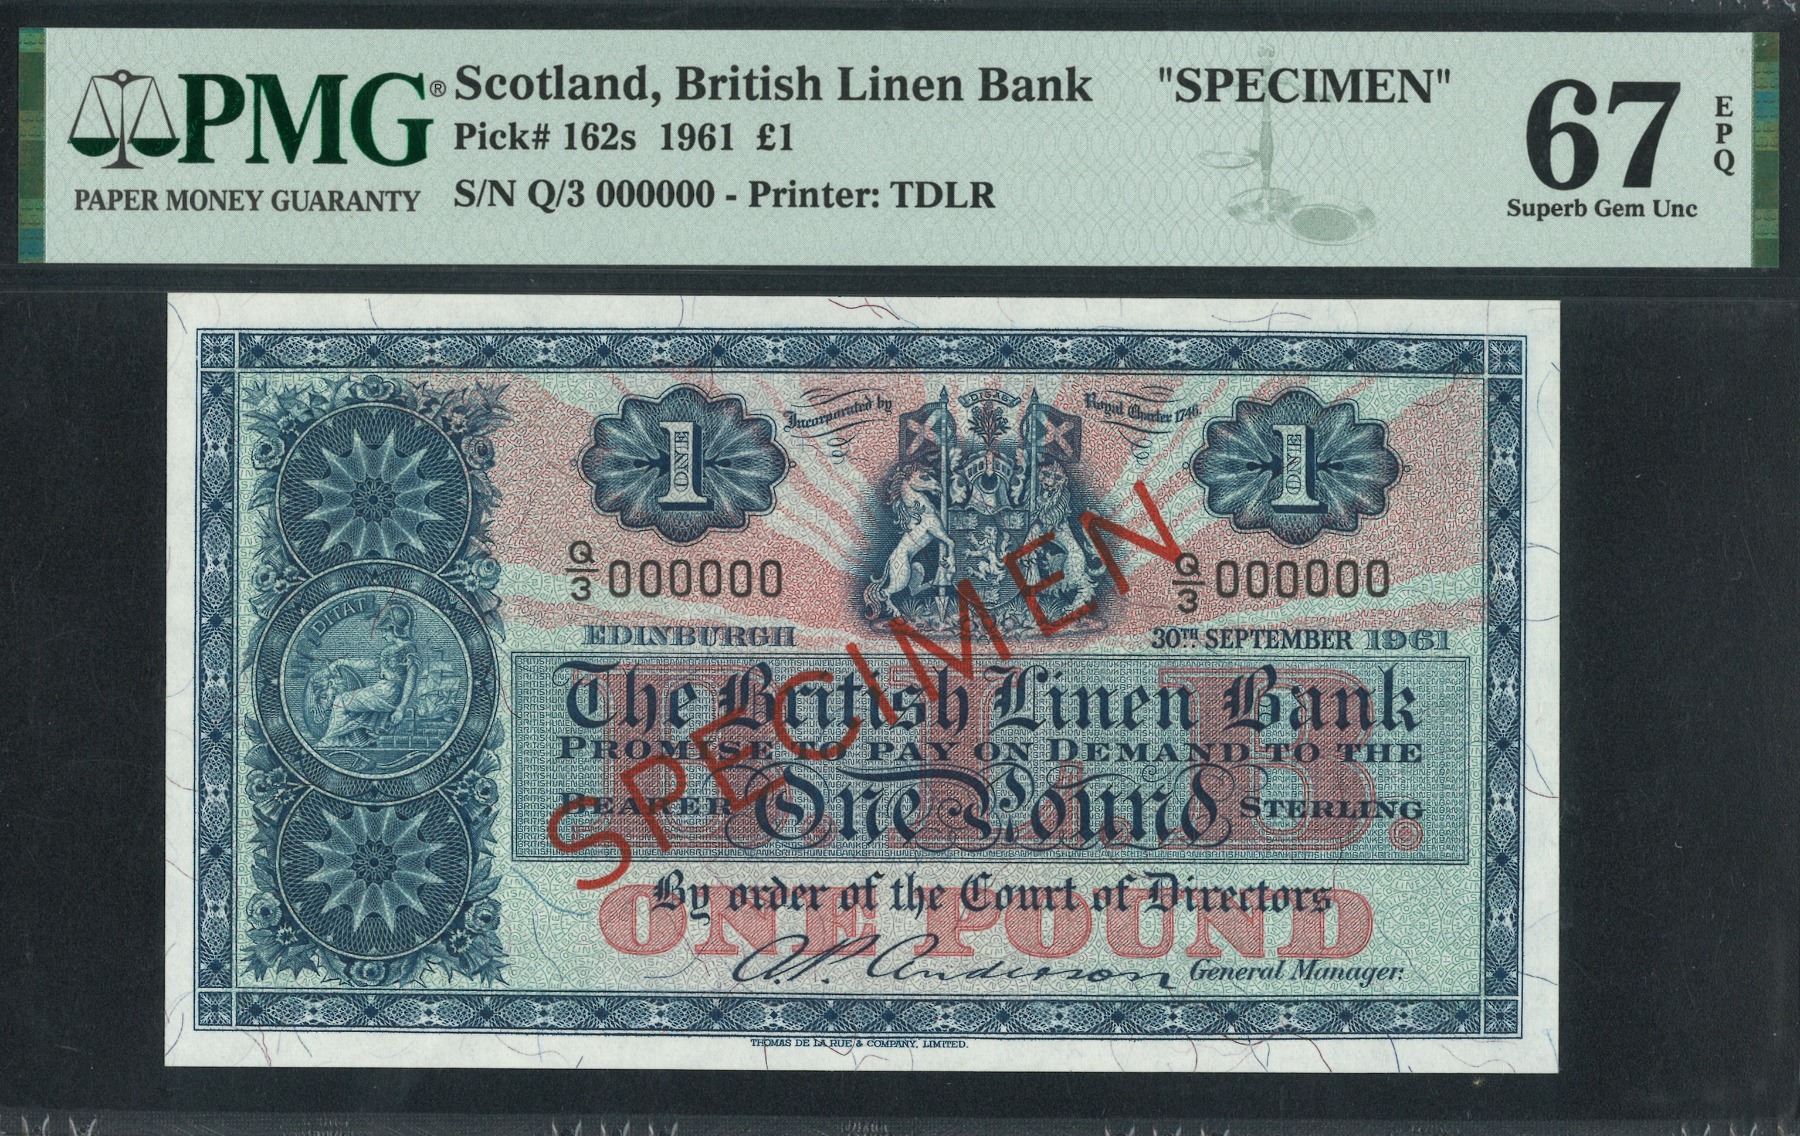 PMG® Scotland, British Linen Bank "SPECIMEN"
Pick# 162s 1961 £1
PAPER MONEY GUARANTY
S/N Q/3 000000 - Printer: TDLR
67 EPQ
Superb Gem Unc
Incorporated by
DISAB
Royal Charter 1746.
1 ONE
1 ONE
Q/3 000000
Q/3 000000
EDINBURGH
30TH SEPTEMBER 1961
DITAT
B L B.
The British Linen Bank
PROMISE TO PAY ON DEMAND TO THE
BEARER One Pound STERLING
SPECIMEN
By order of the Court of Directors
ONE POUND
A.P. Anderson General Manager.
THOMAS DE LA RUE & COMPANY, LIMITED.